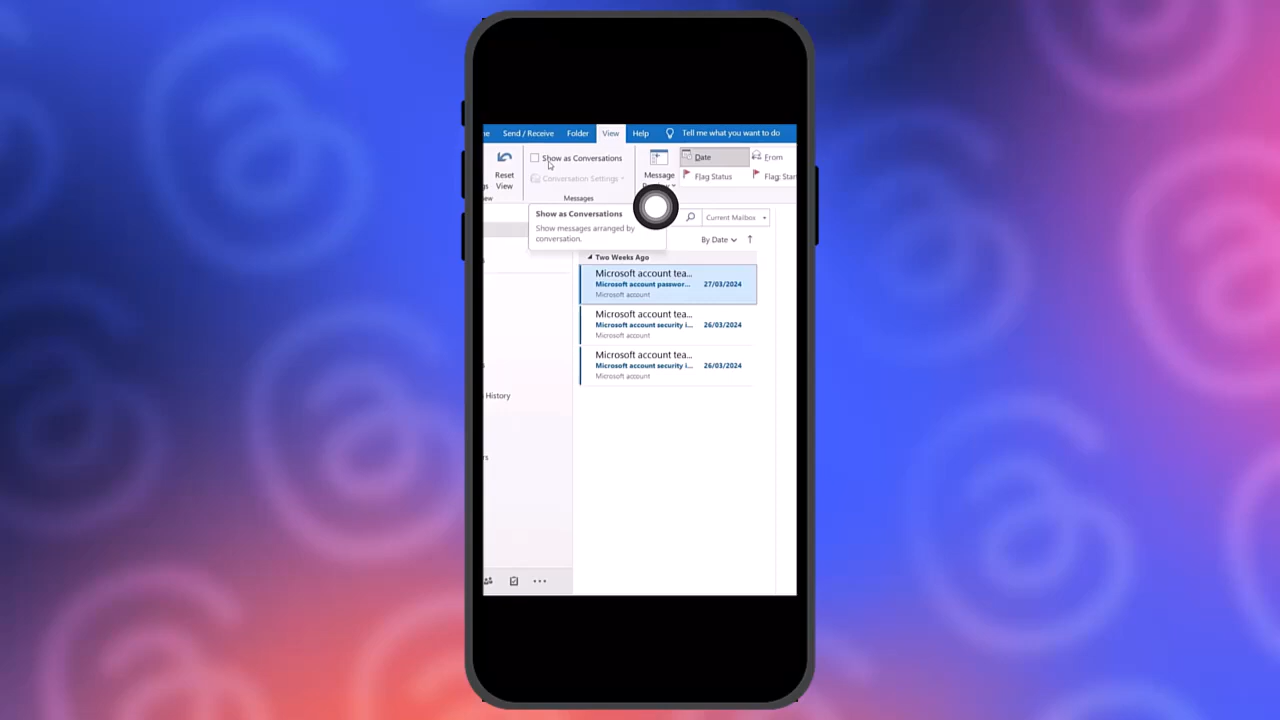 Send / Receive Folder View Help Tell me what you want to do
Reset
View
Show as Conversations
Conversation Settings
Messages
Message
Date
From
Flag Status
Flag: Star
Show as Conversations
Show messages arranged by
conversation.
Current Mailbox
By Date
Two Weeks Ago
Microsoft account tea...
Microsoft account passwor... 27/03/2024
Microsoft account
Microsoft account tea...
Microsoft account security i... 26/03/2024
Microsoft account
Microsoft account tea...
Microsoft account security i... 26/03/2024
Microsoft account
History